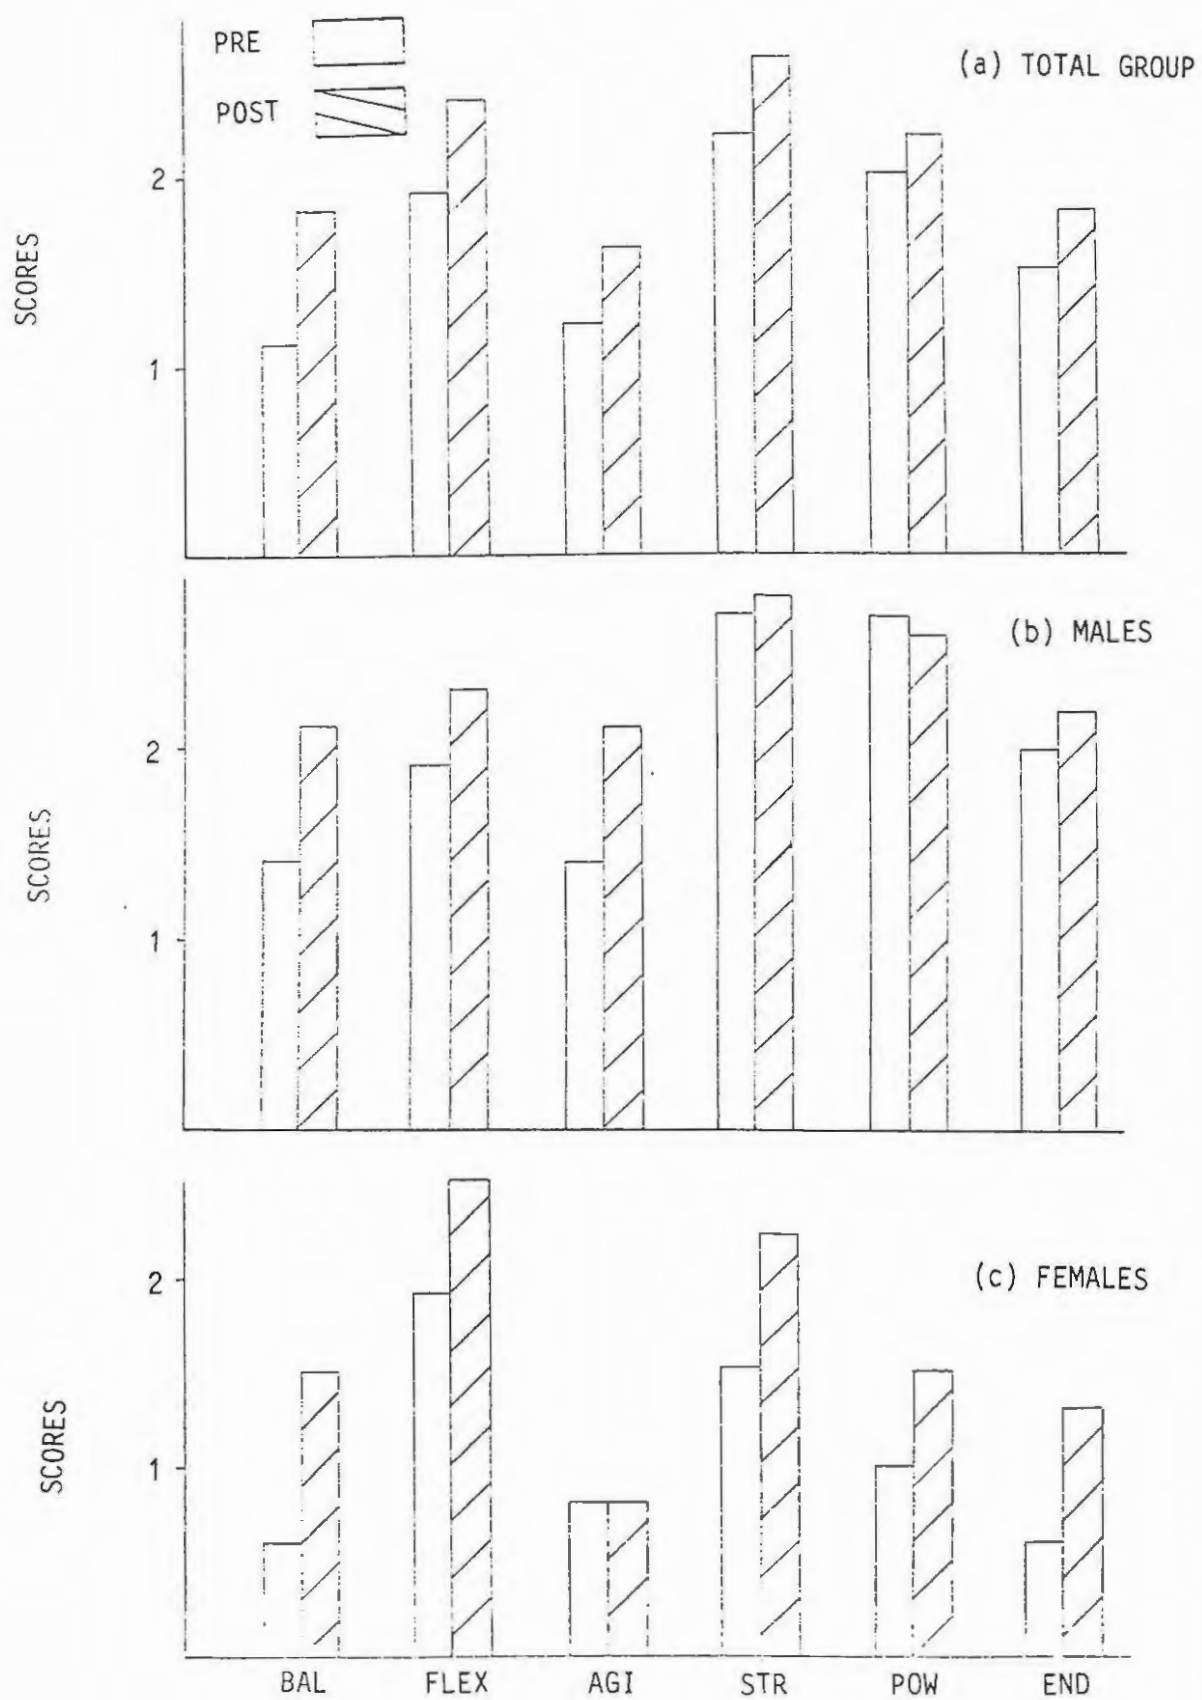 PRE
POST
(a) TOTAL GROUP
SCORES
2
1
(b) MALES
SCORES
2
1
(c) FEMALES
SCORES
2
1
BAL FLEX AGI STR POW END